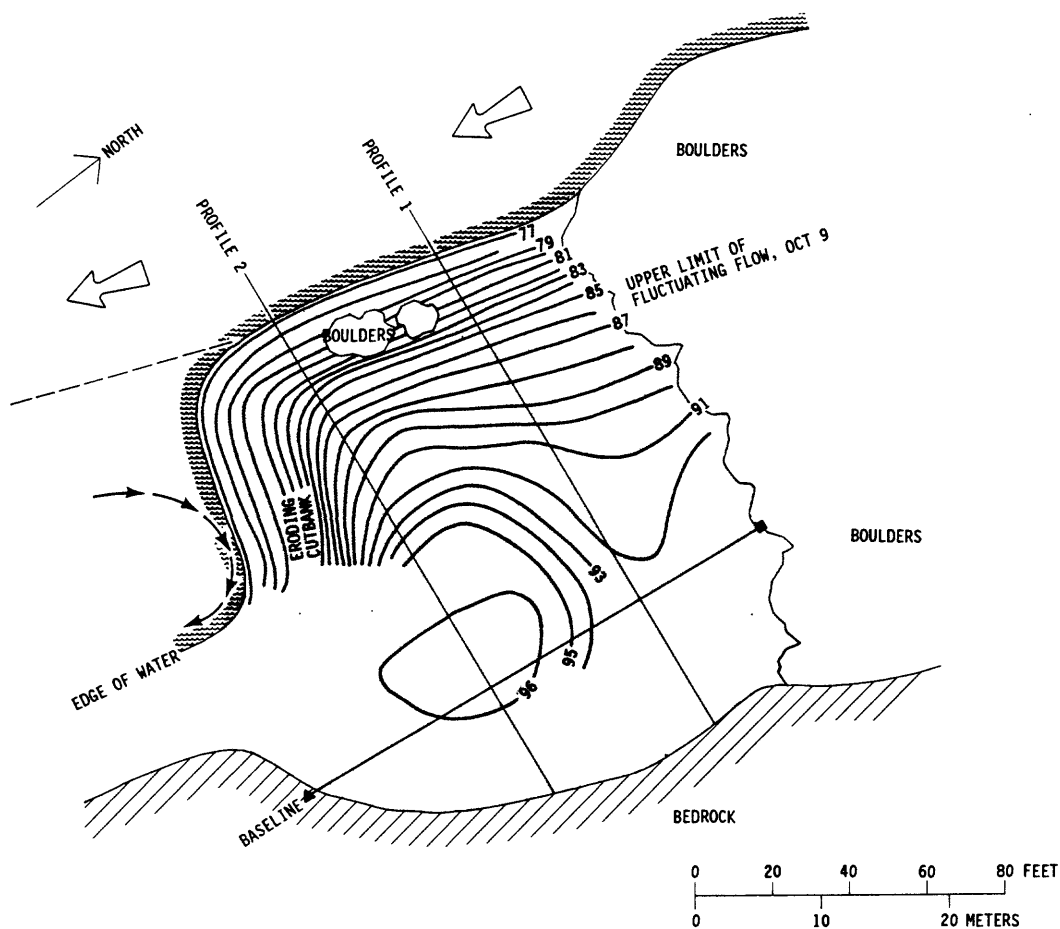 NORTH
PROFILE 1
PROFILE 2
BOULDERS
77
79
81
83
85
87
89
91
UPPER LIMIT OF
FLUCTUATING FLOW, OCT 9
BOULDERS
ERODING
CUTBANK
93
95
96
BOULDERS
EDGE OF WATER
BASELINE
BEDROCK
0 20 40 60 80 FEET
0 10 20 METERS